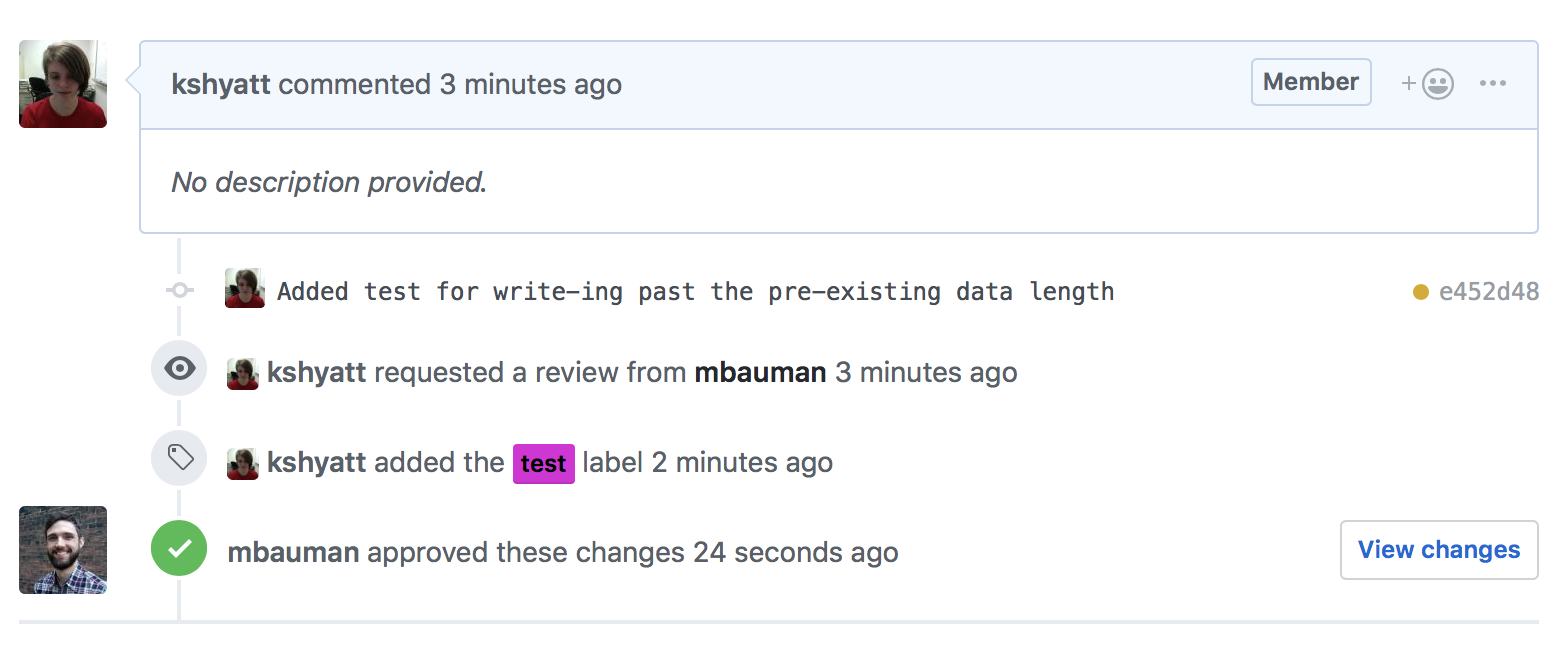 kshyatt commented 3 minutes ago Member
No description provided.
Added test for write-ing past the pre-existing data length e452d48
kshyatt requested a review from mbauman 3 minutes ago
kshyatt added the test label 2 minutes ago
mbauman approved these changes 24 seconds ago View changes